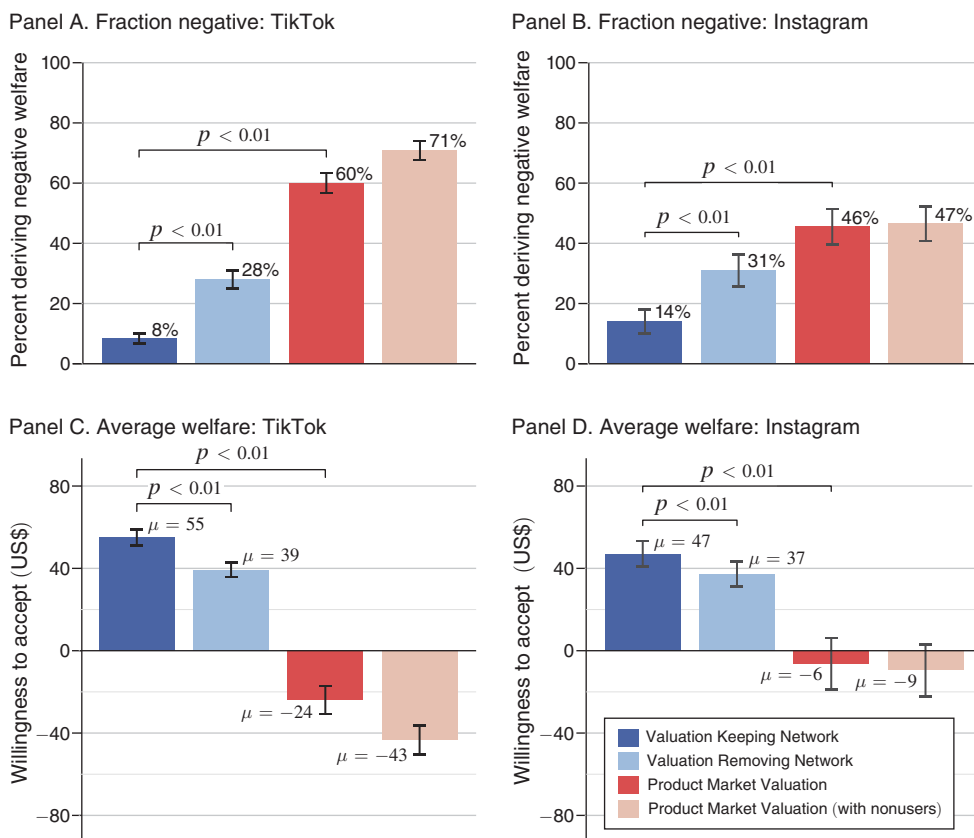 Panel A. Fraction negative: TikTok
Percent deriving negative welfare
100
80
60
40
20
0
p < 0.01
p < 0.01
8%
28%
60%
71%
Panel B. Fraction negative: Instagram
Percent deriving negative welfare
100
80
60
40
20
0
p < 0.01
p < 0.01
14%
31%
46%
47%
Panel C. Average welfare: TikTok
Willingness to accept (US$)
80
40
0
−40
−80
p < 0.01
p < 0.01
μ = 55
μ = 39
μ = −24
μ = −43
Panel D. Average welfare: Instagram
Willingness to accept (US$)
80
40
0
−40
−80
p < 0.01
p < 0.01
μ = 47
μ = 37
μ = −6
μ = −9
Valuation Keeping Network
Valuation Removing Network
Product Market Valuation
Product Market Valuation (with nonusers)